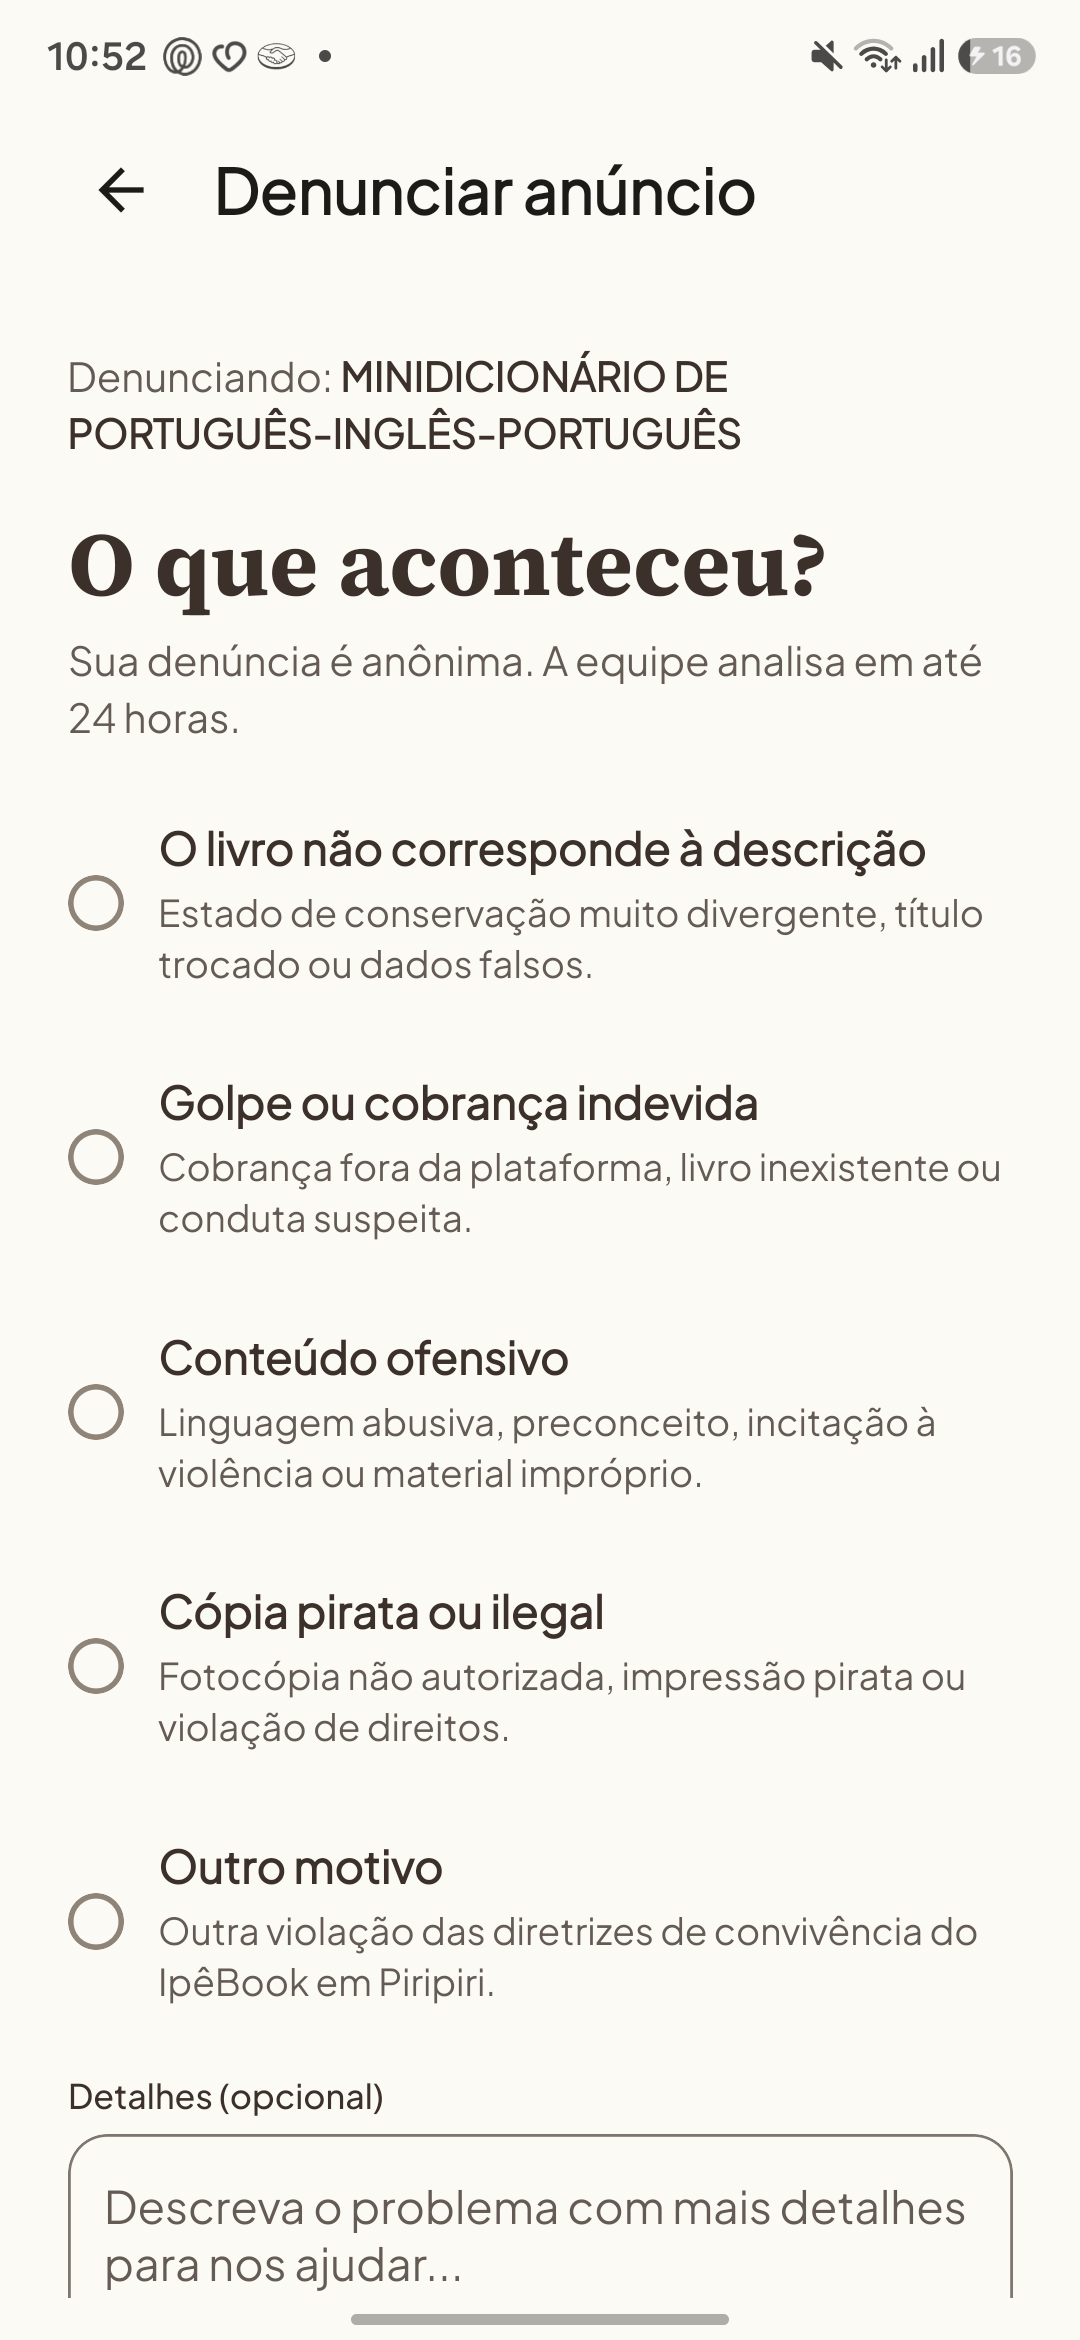 10:52
16
Denunciar anúncio
Denunciando: MINIDICIONÁRIO DE
PORTUGUÊS-INGLÊS-PORTUGUÊS
O que aconteceu?
Sua denúncia é anônima. A equipe analisa em até
24 horas.
O livro não corresponde à descrição
Estado de conservação muito divergente, título
trocado ou dados falsos.
Golpe ou cobrança indevida
Cobrança fora da plataforma, livro inexistente ou
conduta suspeita.
Conteúdo ofensivo
Linguagem abusiva, preconceito, incitação à
violência ou material impróprio.
Cópia pirata ou ilegal
Fotocópia não autorizada, impressão pirata ou
violação de direitos.
Outro motivo
Outra violação das diretrizes de convivência do
IpêBook em Piripiri.
Detalhes (opcional)
Descreva o problema com mais detalhes
para nos ajudar...